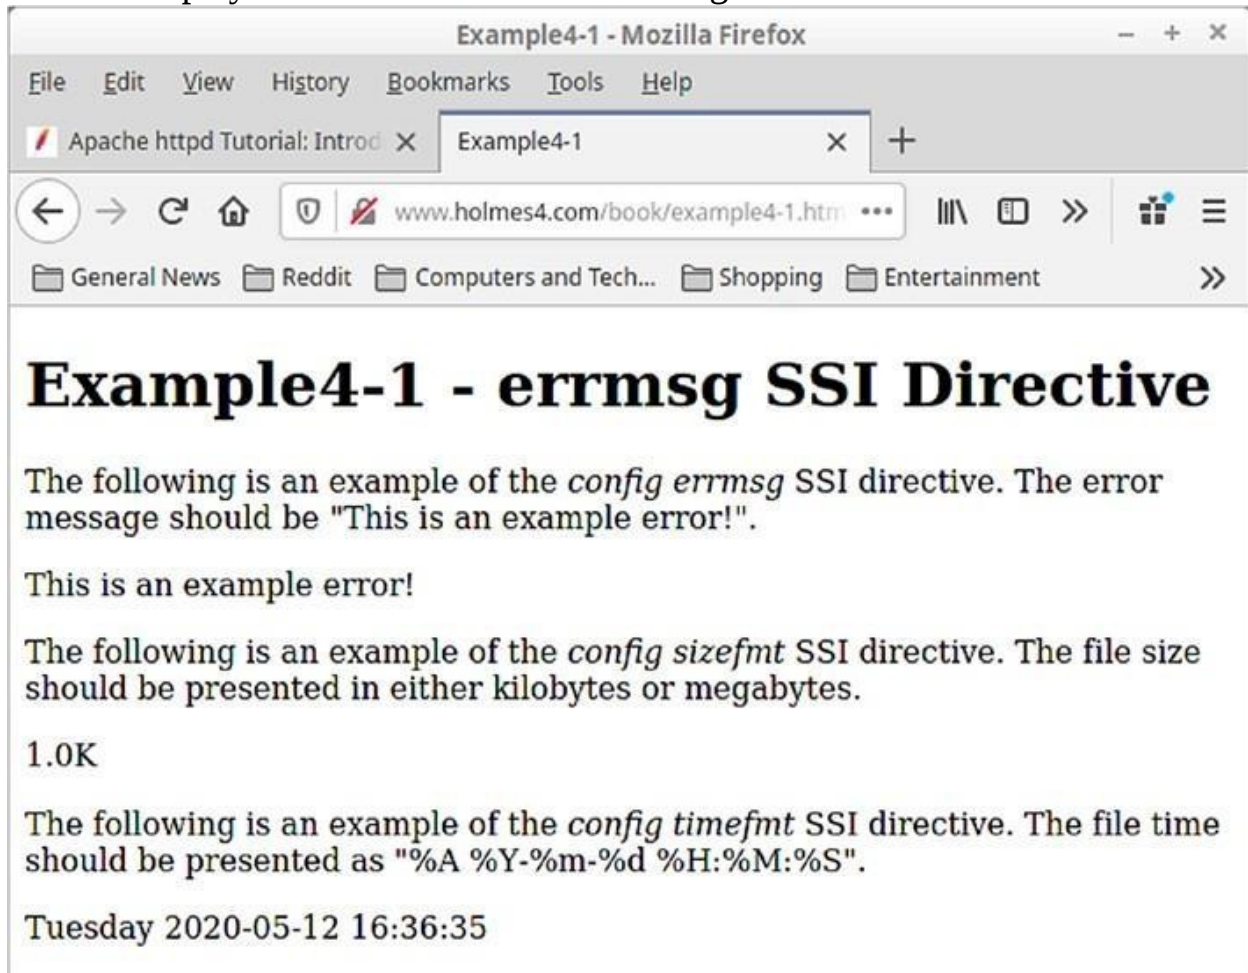 Example4-1 - Mozilla Firefox
File Edit View History Bookmarks Tools Help
Apache httpd Tutorial: Introd Example4-1
www.holmes4.com/book/example4-1.htm
General News Reddit Computers and Tech... Shopping Entertainment
Example4-1 - errmsg SSI Directive
The following is an example of the config errmsg SSI directive. The error
message should be "This is an example error!".
This is an example error!
The following is an example of the config sizefmt SSI directive. The file size
should be presented in either kilobytes or megabytes.
1.0K
The following is an example of the config timefmt SSI directive. The file time
should be presented as "%A %Y-%m-%d %H:%M:%S".
Tuesday 2020-05-12 16:36:35